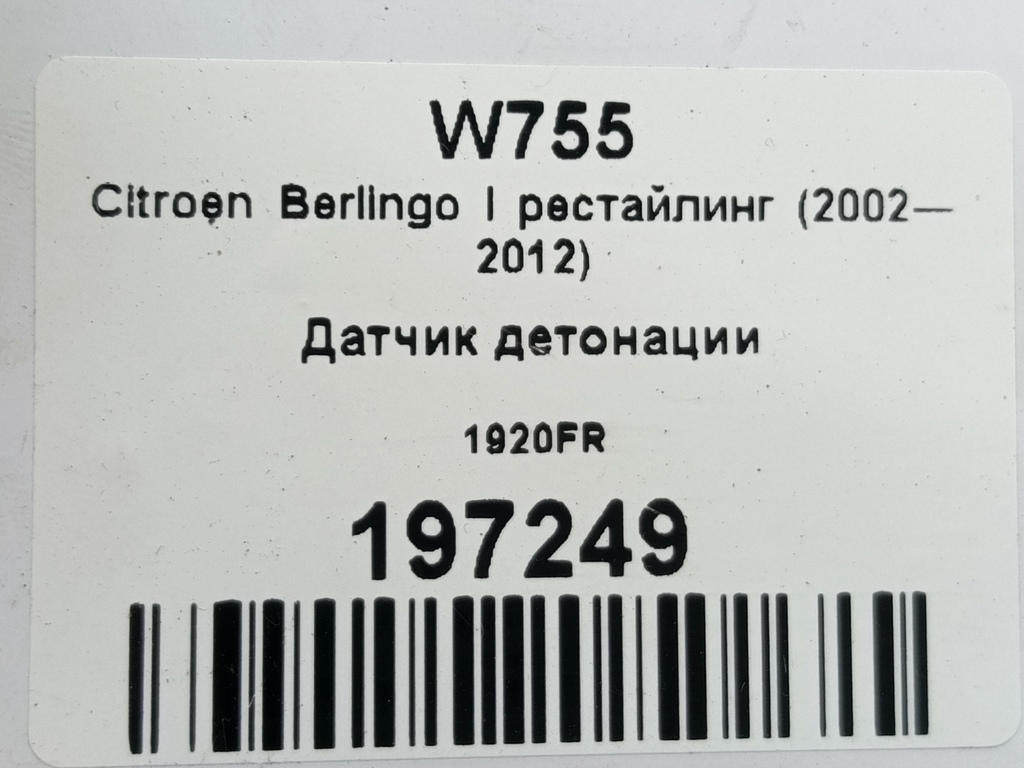 W755
Citroen Berlingo I рестайлинг (2002—
2012)
Датчик детонации
1920FR
197249